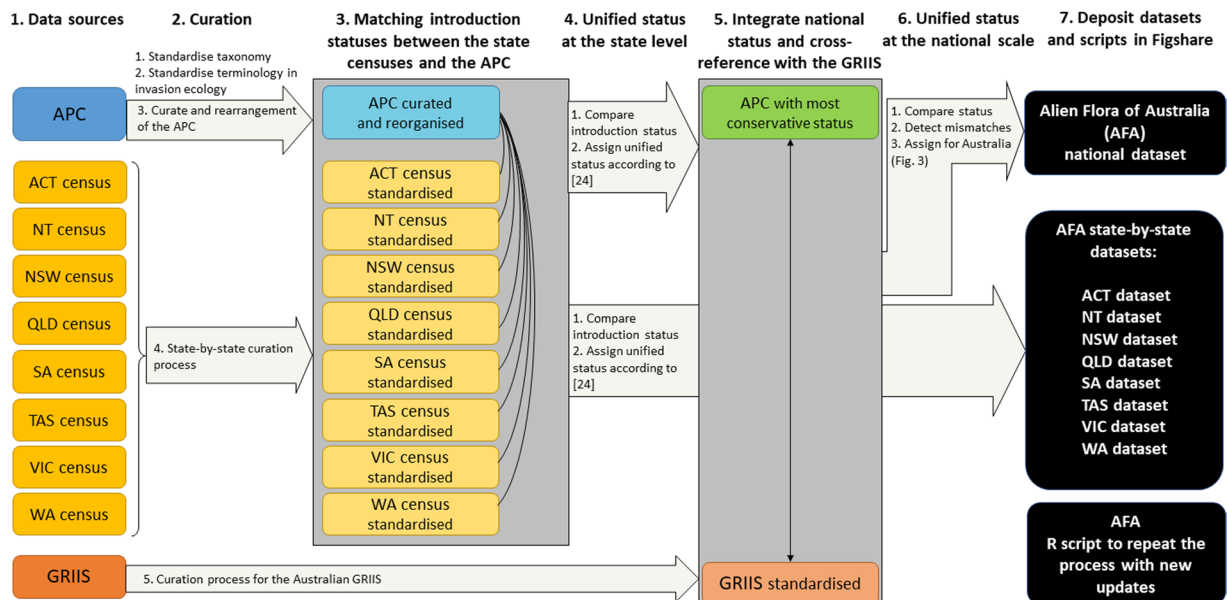 1. Data sources
2. Curation
3. Matching introduction
statuses between the state
censuses and the APC
4. Unified status
at the state level
5. Integrate national
status and cross-
reference with the GRIIS
6. Unified status
at the national scale
7. Deposit datasets
and scripts in Figshare
1. Standardise taxonomy
2. Standardise terminology in
invasion ecology
3. Curate and rearrangement
of the APC
APC
APC curated
and reorganised
1. Compare
introduction status
2. Assign unified
status according to
[24]
APC with most
conservative status
1. Compare status
2. Detect mismatches
3. Assign for Australia
(Fig. 3)
Alien Flora of Australia
(AFA)
national dataset
ACT census
NT census
NSW census
QLD census
SA census
TAS census
VIC census
WA census
4. State-by-state curation
process
ACT census
standardised
NT census
standardised
NSW census
standardised
QLD census
standardised
SA census
standardised
TAS census
standardised
VIC census
standardised
WA census
standardised
1. Compare
introduction status
2. Assign unified
status according to
[24]
AFA state-by-state
datasets:
ACT dataset
NT dataset
NSW dataset
QLD dataset
SA dataset
TAS dataset
VIC dataset
WA dataset
GRIIS
5. Curation process for the Australian GRIIS
GRIIS standardised
AFA
R script to repeat the
process with new
updates